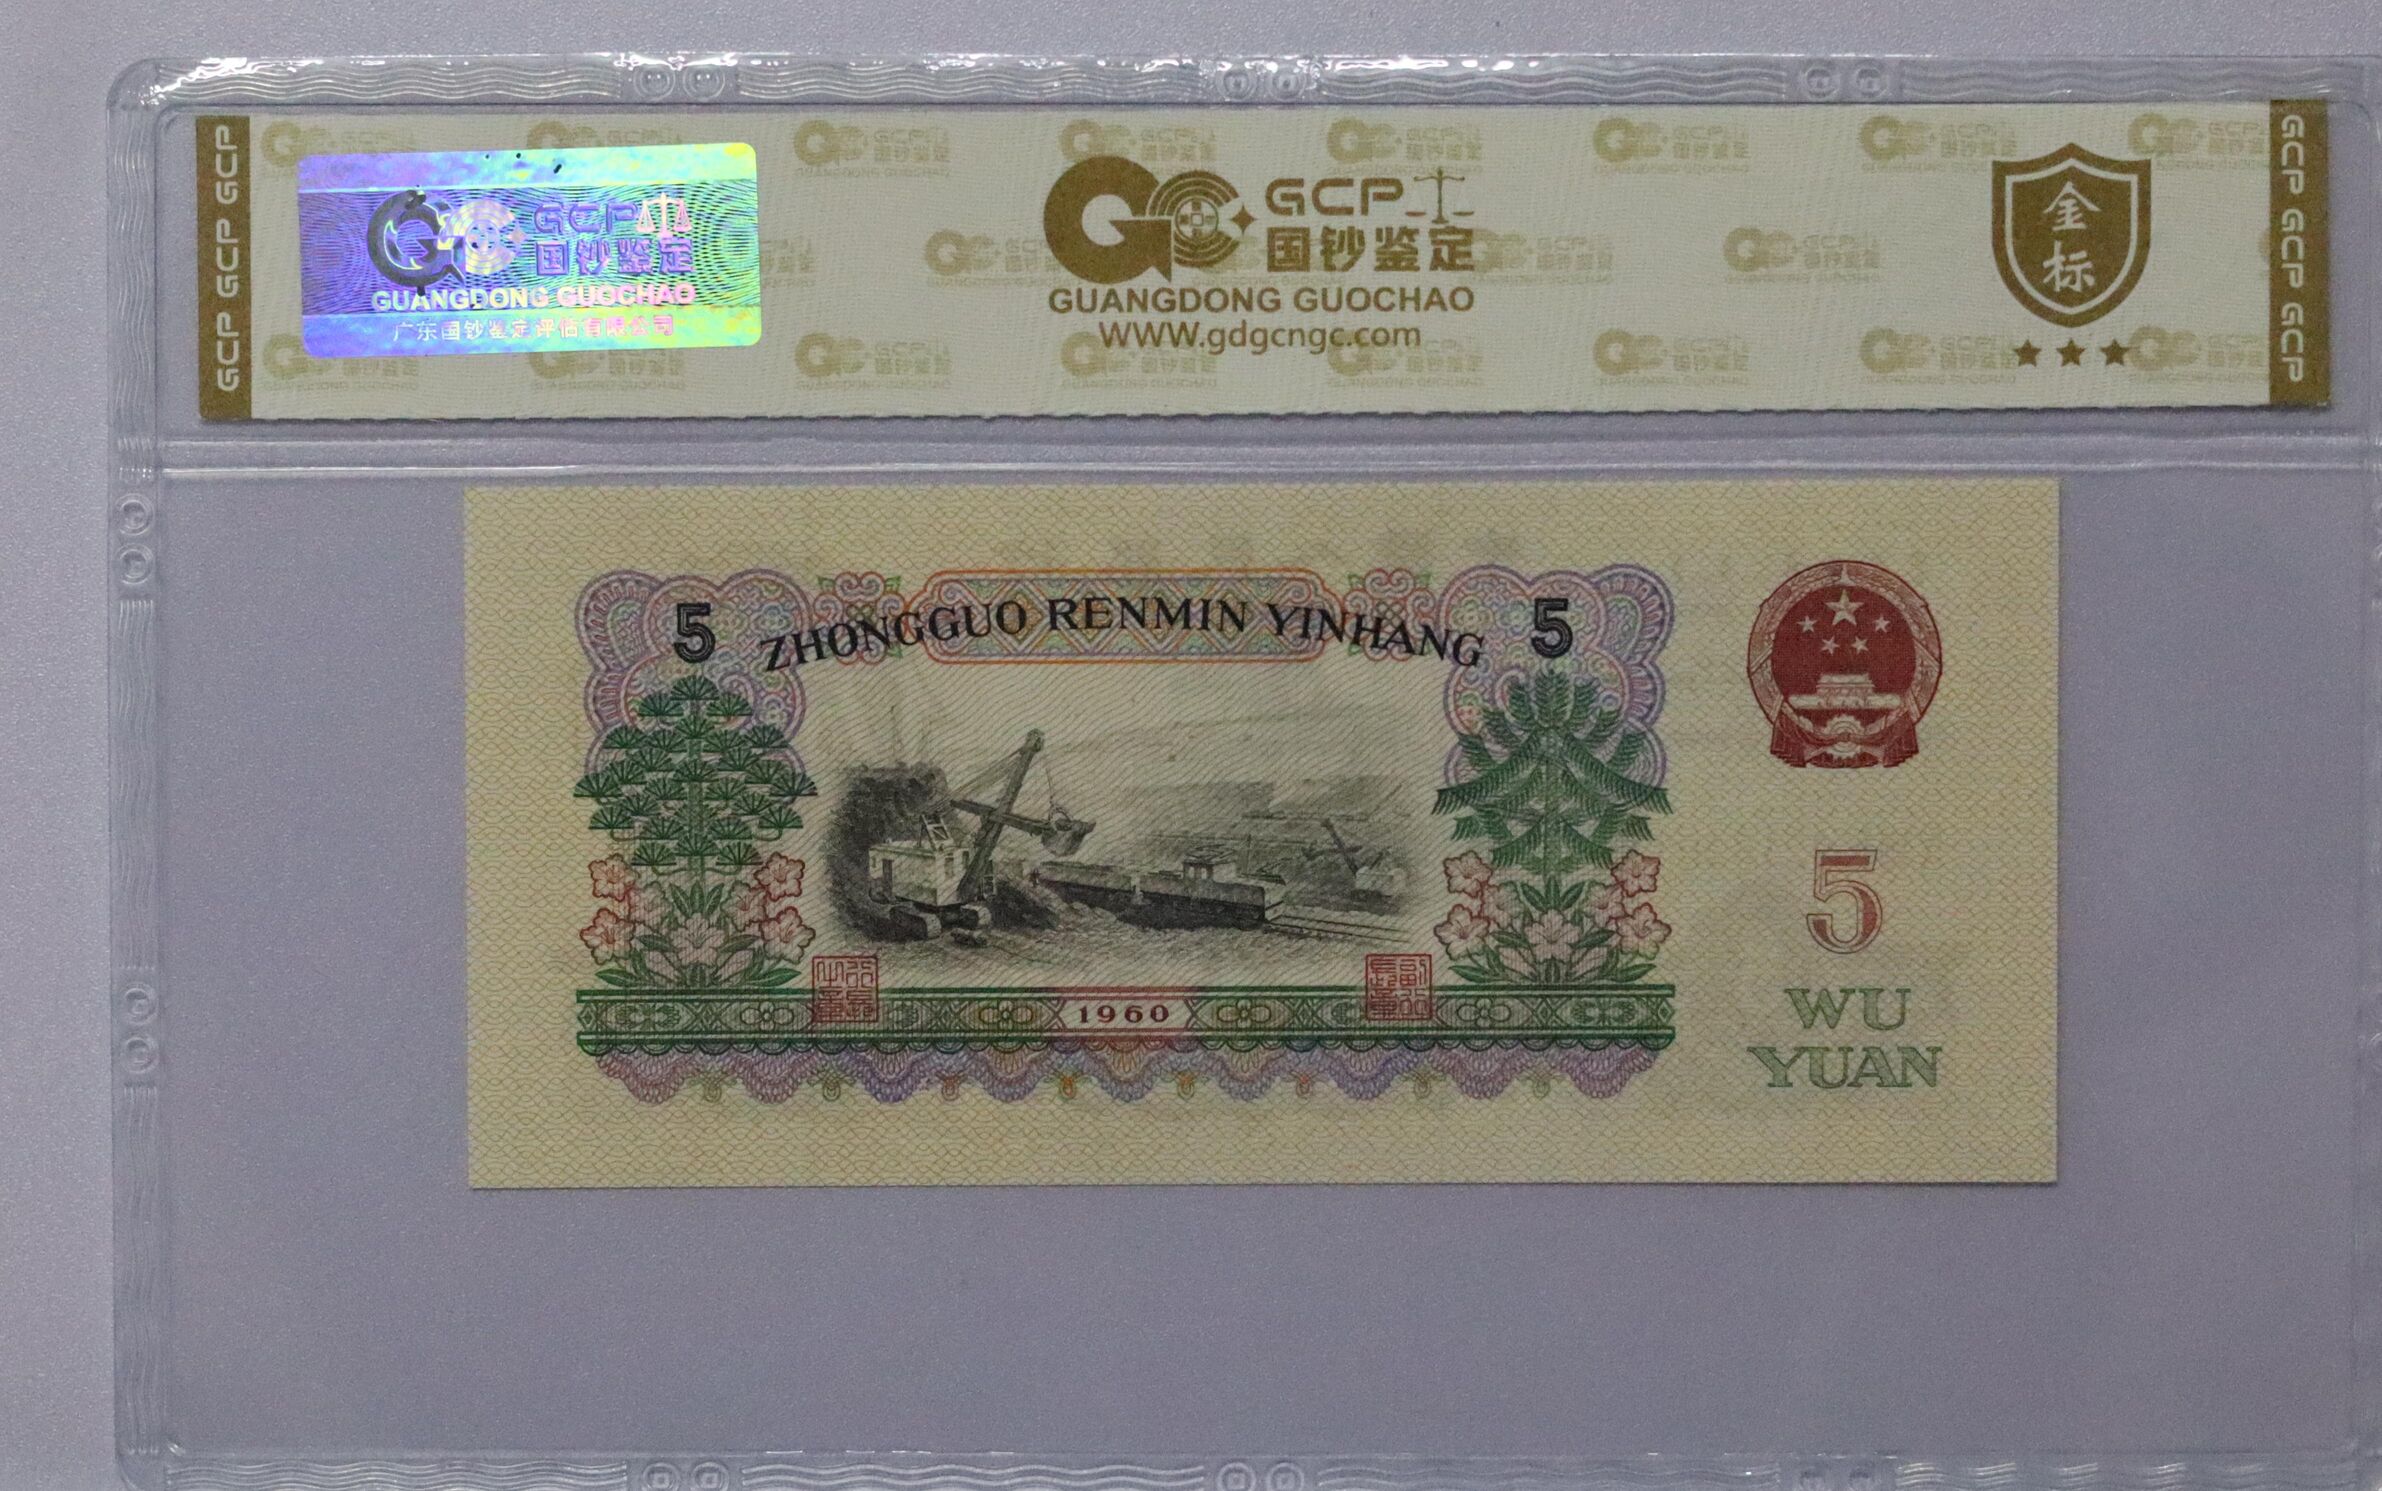 GCP GCP GCP
GCP 国钞鉴定
GUANGDONG GUOCHAO
广东国钞鉴定评估有限公司
GCP
国钞鉴定
GUANGDONG GUOCHAO
WWW.gdgcngc.com
金标
GCP GCP GCP
5 ZHONGGUO RENMIN YINHANG 5
5
WU
YUAN
1960